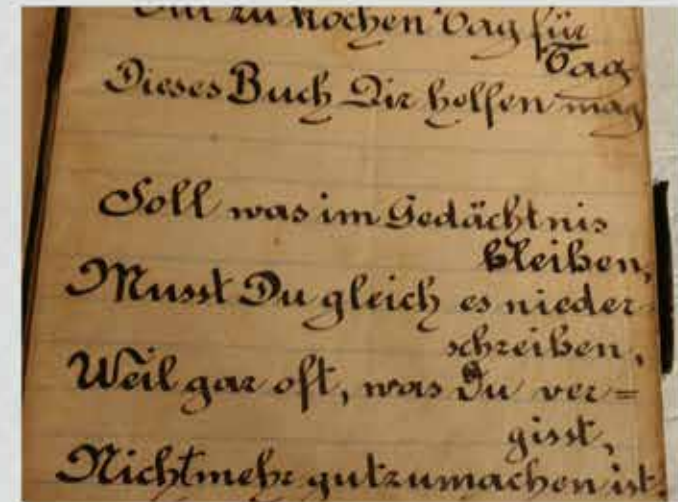 Gut zu kochen Tag für
Tag
Dieses Buch Dir helfen mag
Soll was im Gedächtnis
bleiben,
Musst Du gleich es nieder-
schreiben,
Weil gar oft, was Du ver=
gisst,
Nichtmehr gutzumachen ist.